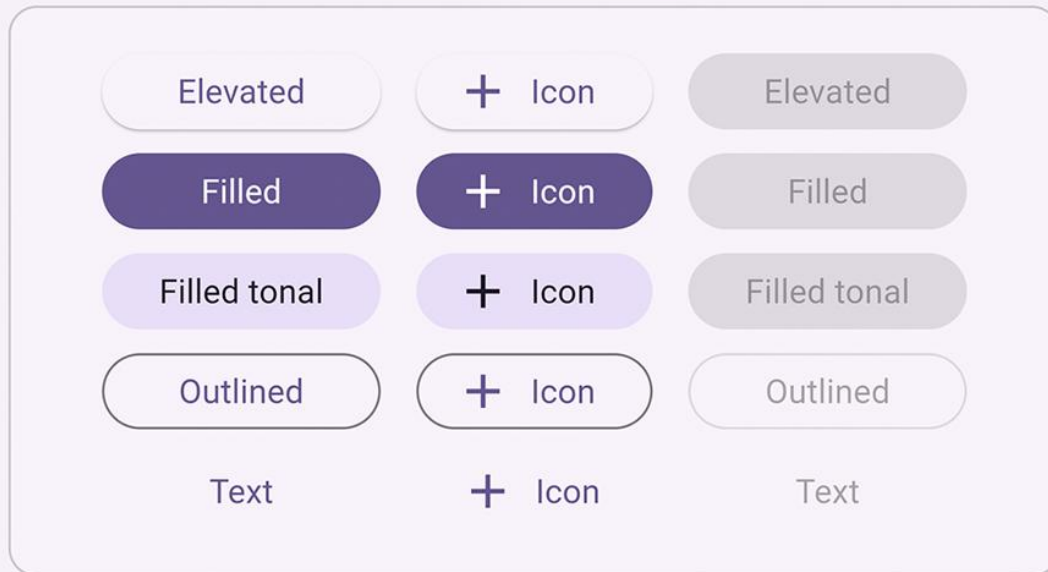 Elevated Icon Elevated
Filled Icon Filled
Filled tonal Icon Filled tonal
Outlined Icon Outlined
Text Icon Text